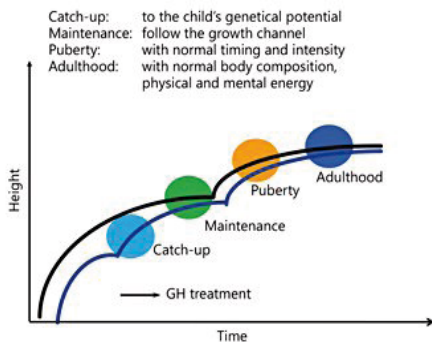 Catch-up: to the child's genetical potential
Maintenance: follow the growth channel
Puberty: with normal timing and intensity
Adulthood: with normal body composition,
physical and mental energy
Height
Adulthood
Puberty
Maintenance
Catch-up
GH treatment
Time